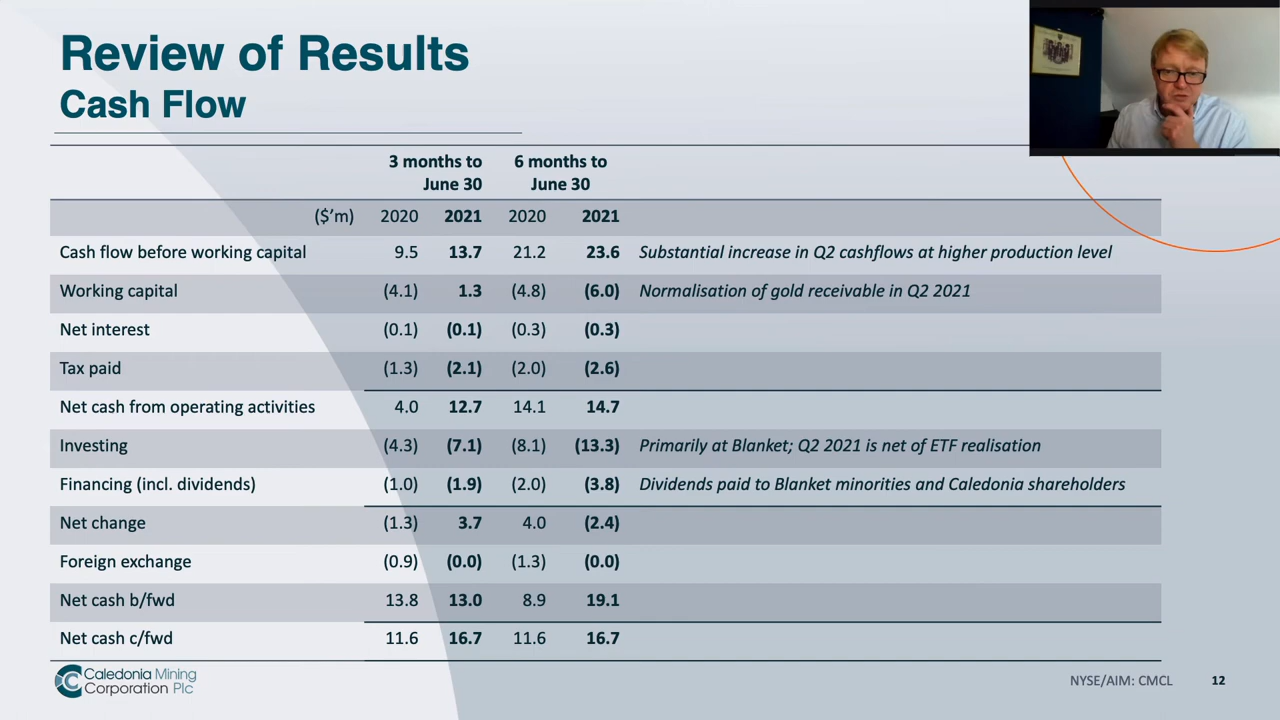 Review of Results
Cash Flow
3 months to June 30 6 months to June 30
($'m) 2020 2021 2020 2021
Cash flow before working capital 9.5 13.7 21.2 23.6 Substantial increase in Q2 cashflows at higher production level
Working capital (4.1) 1.3 (4.8) (6.0) Normalisation of gold receivable in Q2 2021
Net interest (0.1) (0.1) (0.3) (0.3)
Tax paid (1.3) (2.1) (2.0) (2.6)
Net cash from operating activities 4.0 12.7 14.1 14.7
Investing (4.3) (7.1) (8.1) (13.3) Primarily at Blanket; Q2 2021 is net of ETF realisation
Financing (incl. dividends) (1.0) (1.9) (2.0) (3.8) Dividends paid to Blanket minorities and Caledonia shareholders
Net change (1.3) 3.7 4.0 (2.4)
Foreign exchange (0.9) (0.0) (1.3) (0.0)
Net cash b/fwd 13.8 13.0 8.9 19.1
Net cash c/fwd 11.6 16.7 11.6 16.7
Caledonia Mining
Corporation Plc
NYSE/AIM: CMCL 12